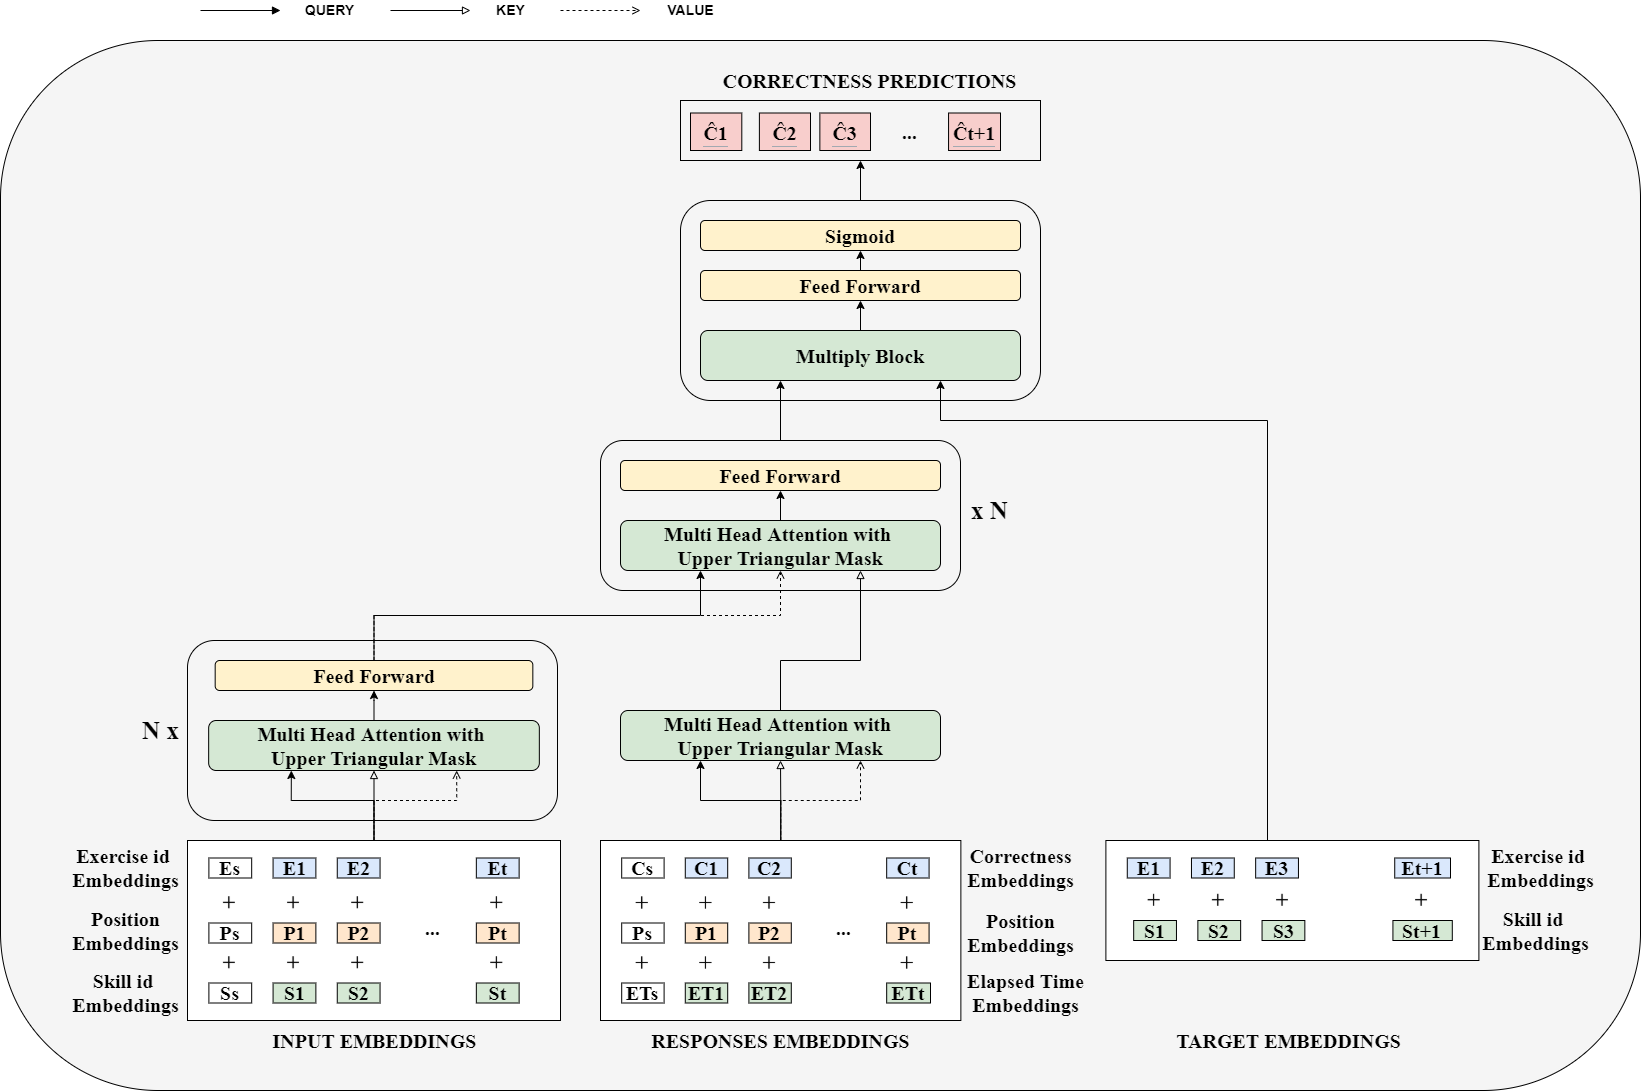 QUERY KEY VALUE
CORRECTNESS PREDICTIONS
Ĉ1 Ĉ2 Ĉ3 ... Ĉt+1
Sigmoid
Feed Forward
Multiply Block
Feed Forward
Multi Head Attention with
Upper Triangular Mask
x N
Feed Forward
Multi Head Attention with
Upper Triangular Mask
N x
Multi Head Attention with
Upper Triangular Mask
Exercise id
Embeddings
Position
Embeddings
Skill id
Embeddings
Es E1 E2 Et
+ + + +
Ps P1 P2 ... Pt
+ + + +
Ss S1 S2 St
INPUT EMBEDDINGS
Cs C1 C2 Ct
+ + + +
Ps P1 P2 ... Pt
+ + + +
ETs ET1 ET2 ETt
Correctness
Embeddings
Position
Embeddings
Elapsed Time
Embeddings
RESPONSES EMBEDDINGS
E1 E2 E3 Et+1
+ + + +
S1 S2 S3 St+1
Exercise id
Embeddings
Skill id
Embeddings
TARGET EMBEDDINGS